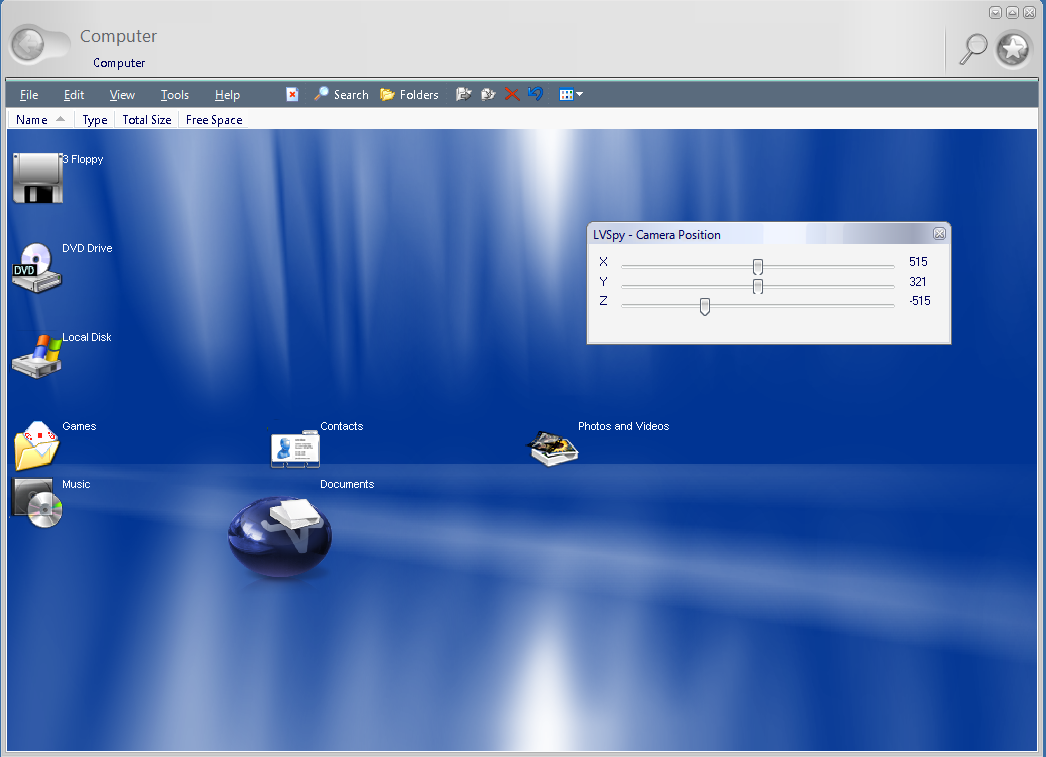 Computer
Computer
File Edit View Tools Help Search Folders
Name Type Total Size Free Space
3 Floppy
DVD Drive
DVD
LVSpy - Camera Position
X 515
Y 321
Z -515
Local Disk
Games Contacts Photos and Videos
Music Documents